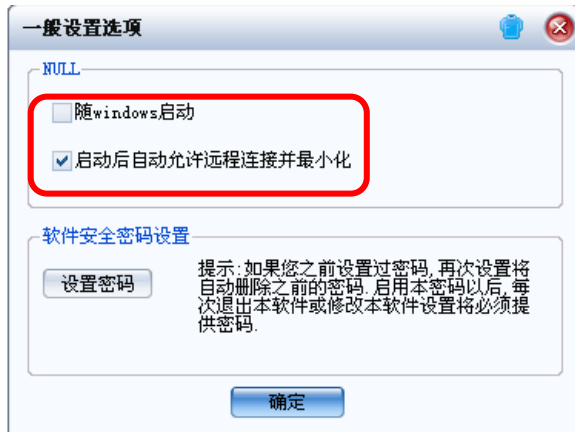 一般设置选项
NULL
随windows启动
启动后自动允许远程连接并最小化
软件安全密码设置
设置密码
提示:如果您之前设置过密码,再次设置将
自动删除之前的密码.启用本密码以后,每
次退出本软件或修改本软件设置将必须提
供密码.
确定